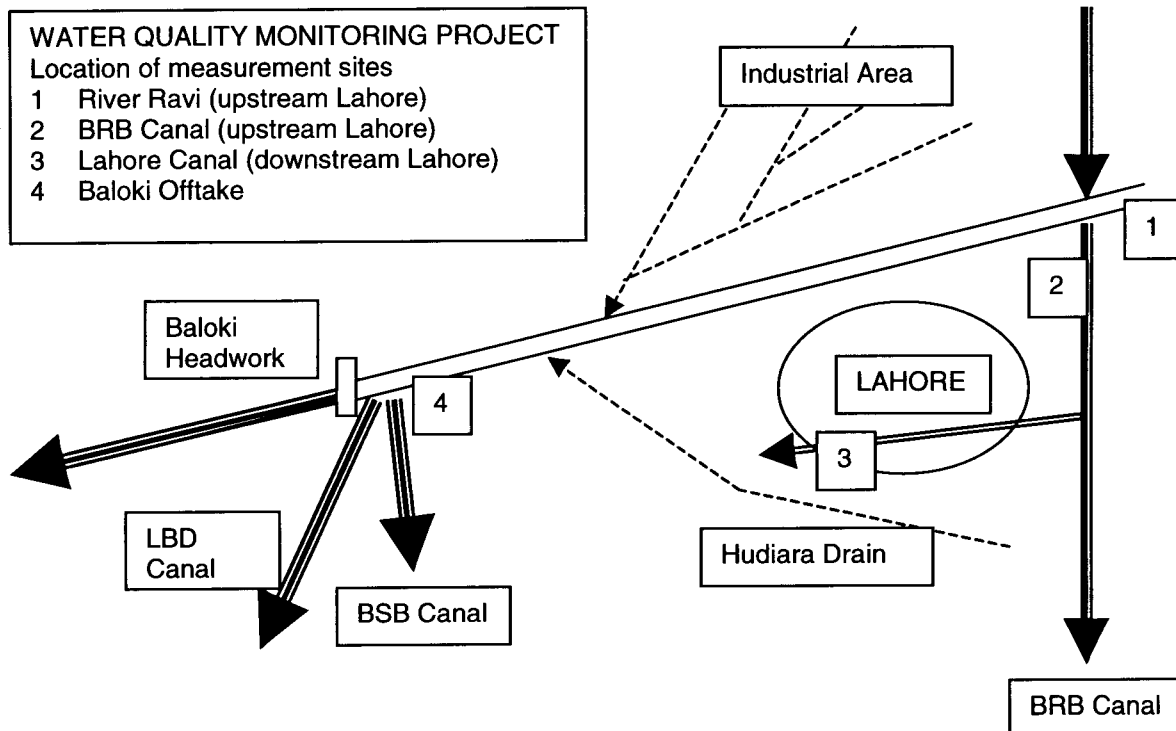 WATER QUALITY MONITORING PROJECT
Location of measurement sites
1 River Ravi (upstream Lahore)
2 BRB Canal (upstream Lahore)
3 Lahore Canal (downstream Lahore)
4 Baloki Offtake
Industrial Area
1
2
Baloki
Headwork
4
LAHORE
3
LBD
Canal
BSB Canal
Hudiara Drain
BRB Canal